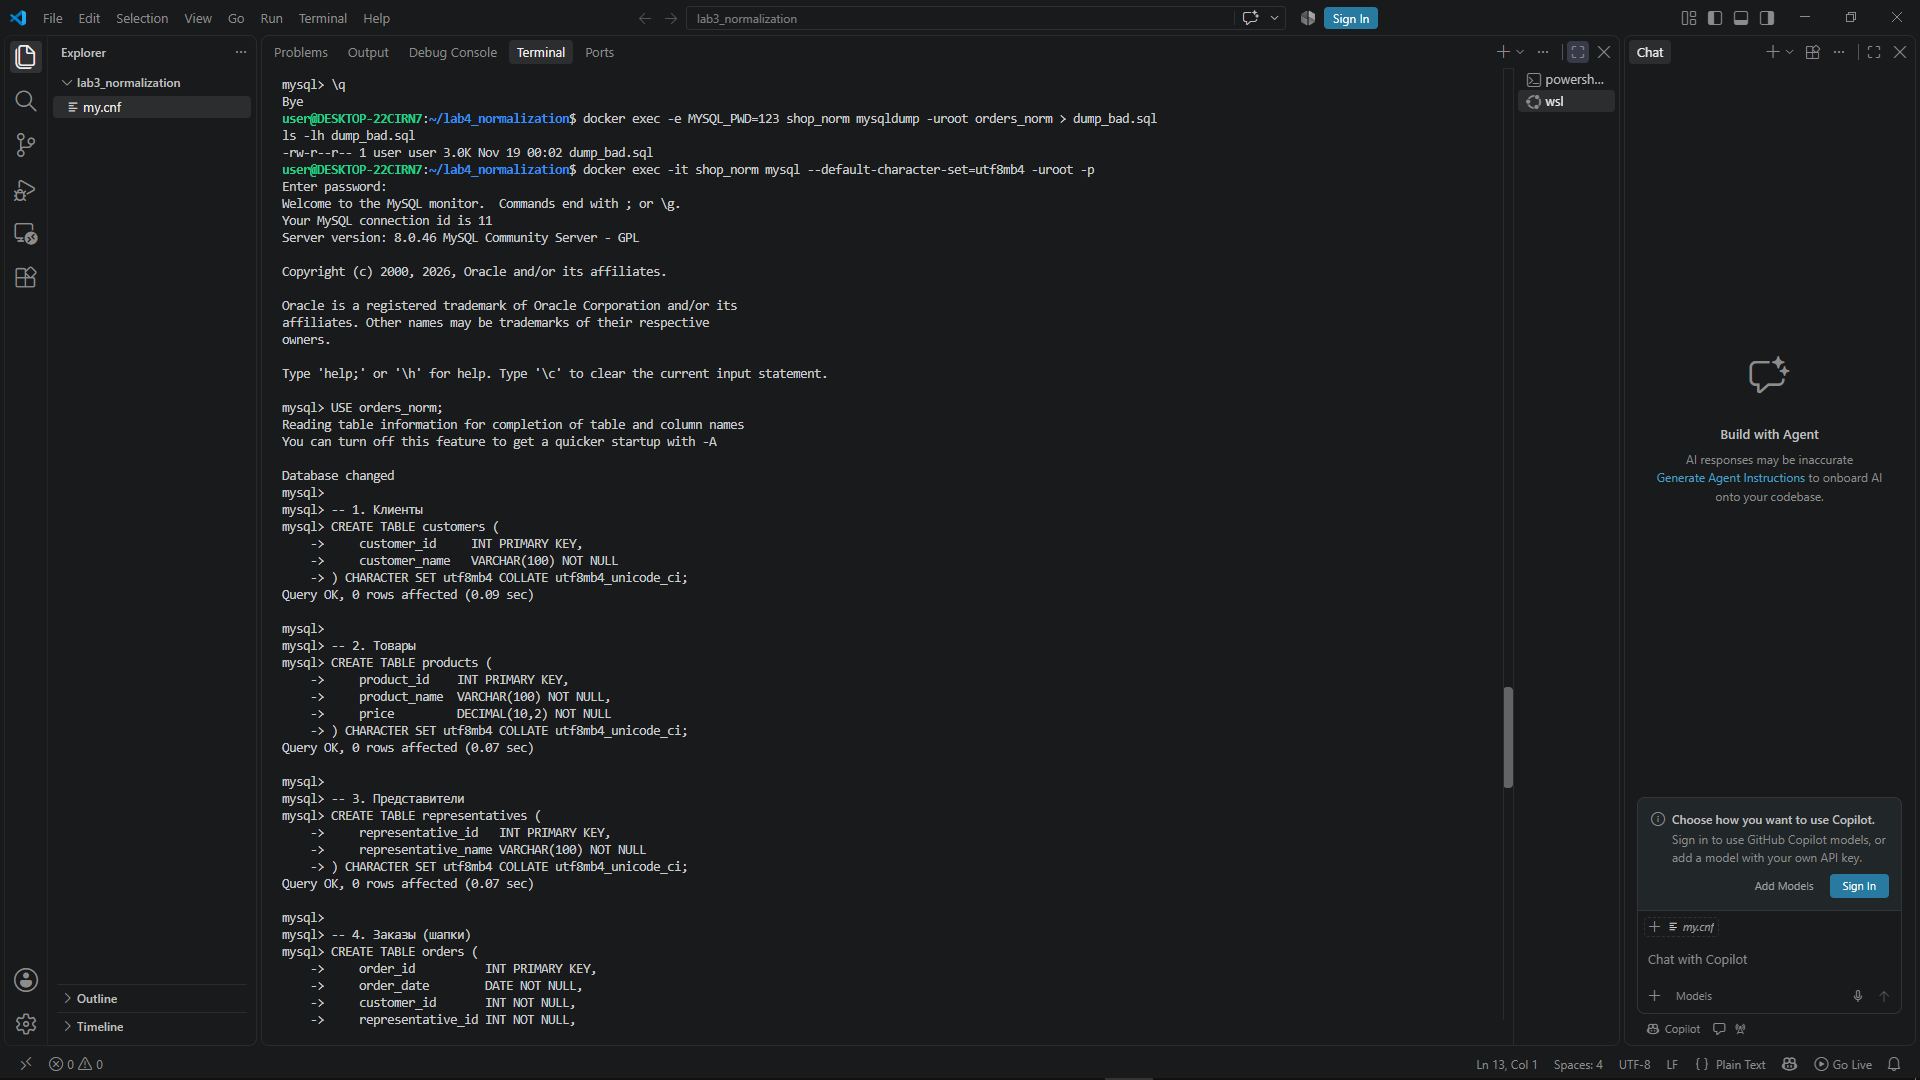 File Edit Selection View Go Run Terminal Help
lab3_normalization
Sign In
Explorer
lab3_normalization
my.cnf
Outline
Timeline
Problems Output Debug Console Terminal Ports
mysql> \q
Bye
user@DESKTOP-22CIRN7:~/lab4_normalization$ docker exec -e MYSQL_PWD=123 shop_norm mysqldump -uroot orders_norm > dump_bad.sql
ls -lh dump_bad.sql
-rw-r--r-- 1 user user 3.0K Nov 19 00:02 dump_bad.sql
user@DESKTOP-22CIRN7:~/lab4_normalization$ docker exec -it shop_norm mysql --default-character-set=utf8mb4 -uroot -p
Enter password:
Welcome to the MySQL monitor.  Commands end with ; or \g.
Your MySQL connection id is 11
Server version: 8.0.46 MySQL Community Server - GPL
Copyright (c) 2000, 2026, Oracle and/or its affiliates.
Oracle is a registered trademark of Oracle Corporation and/or its
affiliates. Other names may be trademarks of their respective
owners.
Type 'help;' or '\h' for help. Type '\c' to clear the current input statement.
mysql> USE orders_norm;
Reading table information for completion of table and column names
You can turn off this feature to get a quicker startup with -A
Database changed
mysql>
mysql> -- 1. Клиенты
mysql> CREATE TABLE customers (
    ->     customer_id     INT PRIMARY KEY,
    ->     customer_name   VARCHAR(100) NOT NULL
    -> ) CHARACTER SET utf8mb4 COLLATE utf8mb4_unicode_ci;
Query OK, 0 rows affected (0.09 sec)
mysql>
mysql> -- 2. Товары
mysql> CREATE TABLE products (
    ->     product_id    INT PRIMARY KEY,
    ->     product_name  VARCHAR(100) NOT NULL,
    ->     price         DECIMAL(10,2) NOT NULL
    -> ) CHARACTER SET utf8mb4 COLLATE utf8mb4_unicode_ci;
Query OK, 0 rows affected (0.07 sec)
mysql>
mysql> -- 3. Представители
mysql> CREATE TABLE representatives (
    ->     representative_id   INT PRIMARY KEY,
    ->     representative_name VARCHAR(100) NOT NULL
    -> ) CHARACTER SET utf8mb4 COLLATE utf8mb4_unicode_ci;
Query OK, 0 rows affected (0.07 sec)
mysql>
mysql> -- 4. Заказы (шапки)
mysql> CREATE TABLE orders (
    ->     order_id          INT PRIMARY KEY,
    ->     order_date        DATE NOT NULL,
    ->     customer_id       INT NOT NULL,
    ->     representative_id INT NOT NULL,
powersh...
wsl
Chat
Build with Agent
AI responses may be inaccurate
Generate Agent Instructions to onboard AI
onto your codebase.
Choose how you want to use Copilot.
Sign in to use GitHub Copilot models, or
add a model with your own API key.
Add Models Sign In
my.cnf
Chat with Copilot
Models
Copilot
0 0
Ln 13, Col 1 Spaces: 4 UTF-8 LF {} Plain Text Go Live